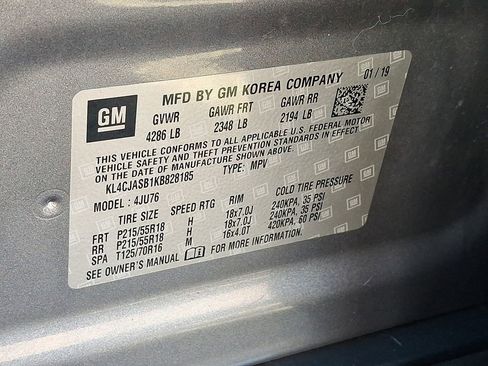 GM
MFD BY GM KOREA COMPANY 01/19
GVWR GAWR FRT GAWR RR
4286 LB 2348 LB 2194 LB
THIS VEHICLE CONFORMS TO ALL APPLICABLE U.S. FEDERAL MOTOR
VEHICLE SAFETY, BUMPER, AND THEFT PREVENTION STANDARDS IN EFFECT ON
THE DATE OF MANUFACTURE SHOWN ABOVE.
KL4CJASB1KB828185 TYPE: MPV
MODEL: 4JU76
TIRE SIZE SPEED RTG RIM COLD TIRE PRESSURE
FRT P215/55R18 H 18x7.0J 240KPA, 35 PSI
RR P215/55R18 H 18x7.0J 240KPA, 35 PSI
SPA T125/70R16 M 16x4.0T 420KPA, 60 PSI
SEE OWNER'S MANUAL